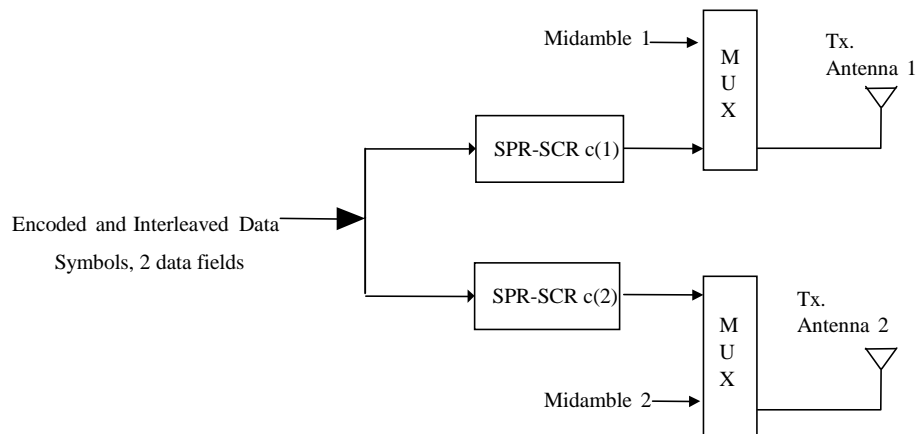 Midamble 1
M
U
X
Tx.
Antenna 1
SPR-SCR c(1)
Encoded and Interleaved Data
Symbols, 2 data fields
SPR-SCR c(2)
M
U
X
Tx.
Antenna 2
Midamble 2